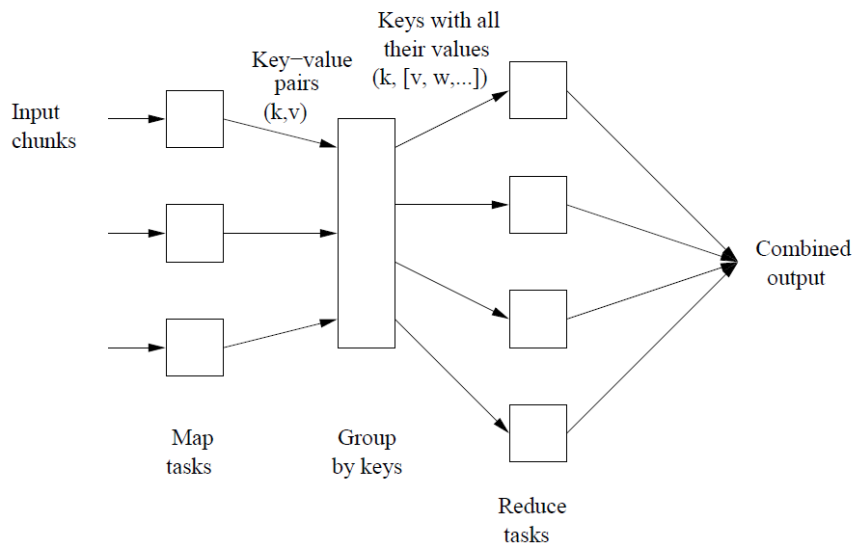 Keys with all
their values
(k, [v, w,...])
Key−value
pairs
(k,v)
Input
chunks
Combined
output
Map
tasks
Group
by keys
Reduce
tasks